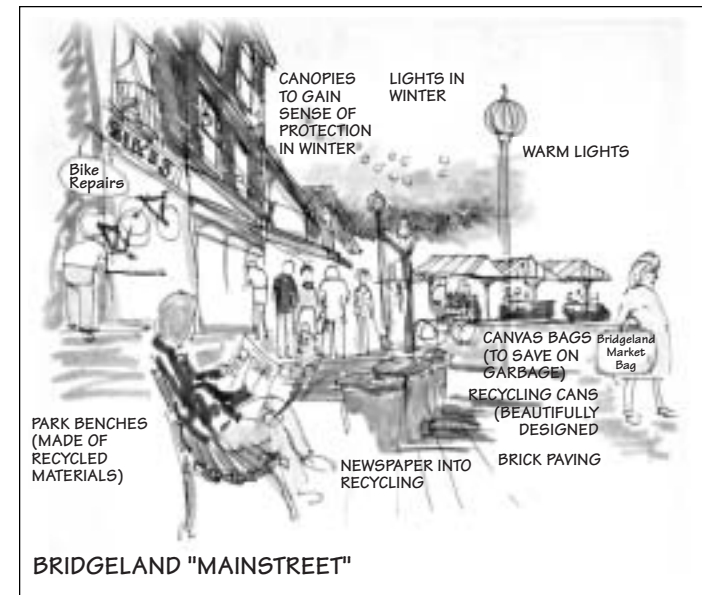 CANOPIES
TO GAIN
SENSE OF
PROTECTION
IN WINTER
LIGHTS IN
WINTER
WARM LIGHTS
BIKES
Bike
Repairs
CANVAS BAGS
(TO SAVE ON
GARBAGE)
Bridgeland
Market
Bag
RECYCLING CANS
(BEAUTIFULLY
DESIGNED
PARK BENCHES
(MADE OF
RECYCLED
MATERIALS)
NEWSPAPER INTO
RECYCLING
BRICK PAVING
BRIDGELAND "MAINSTREET"